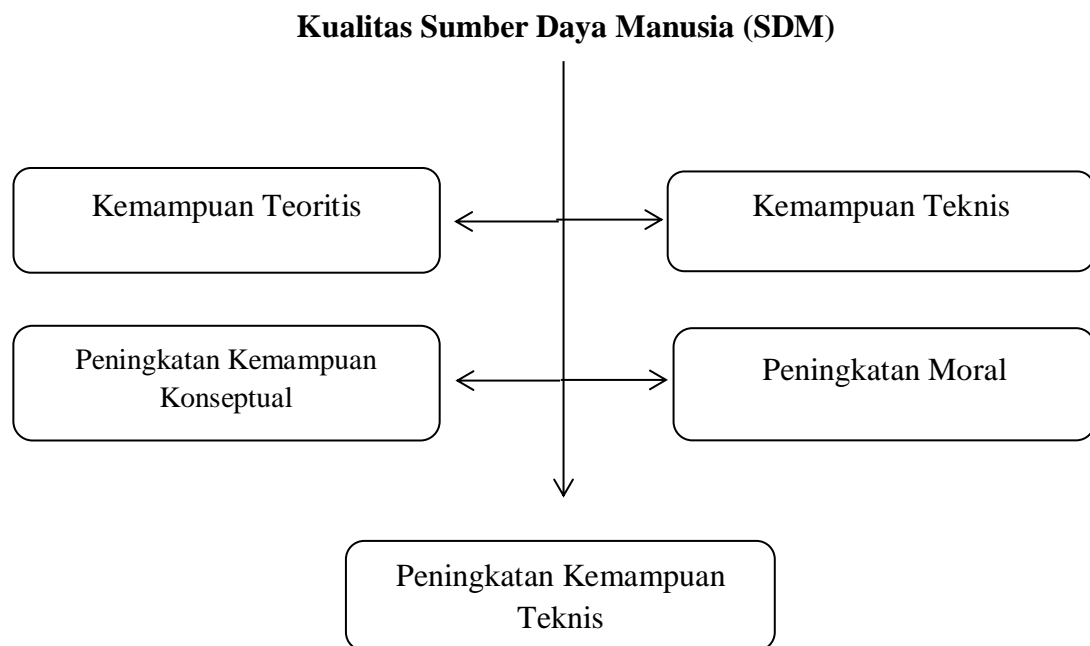 Kualitas Sumber Daya Manusia (SDM)
Kemampuan Teoritis
Kemampuan Teknis
Peningkatan Kemampuan
Konseptual
Peningkatan Moral
Peningkatan Kemampuan
Teknis